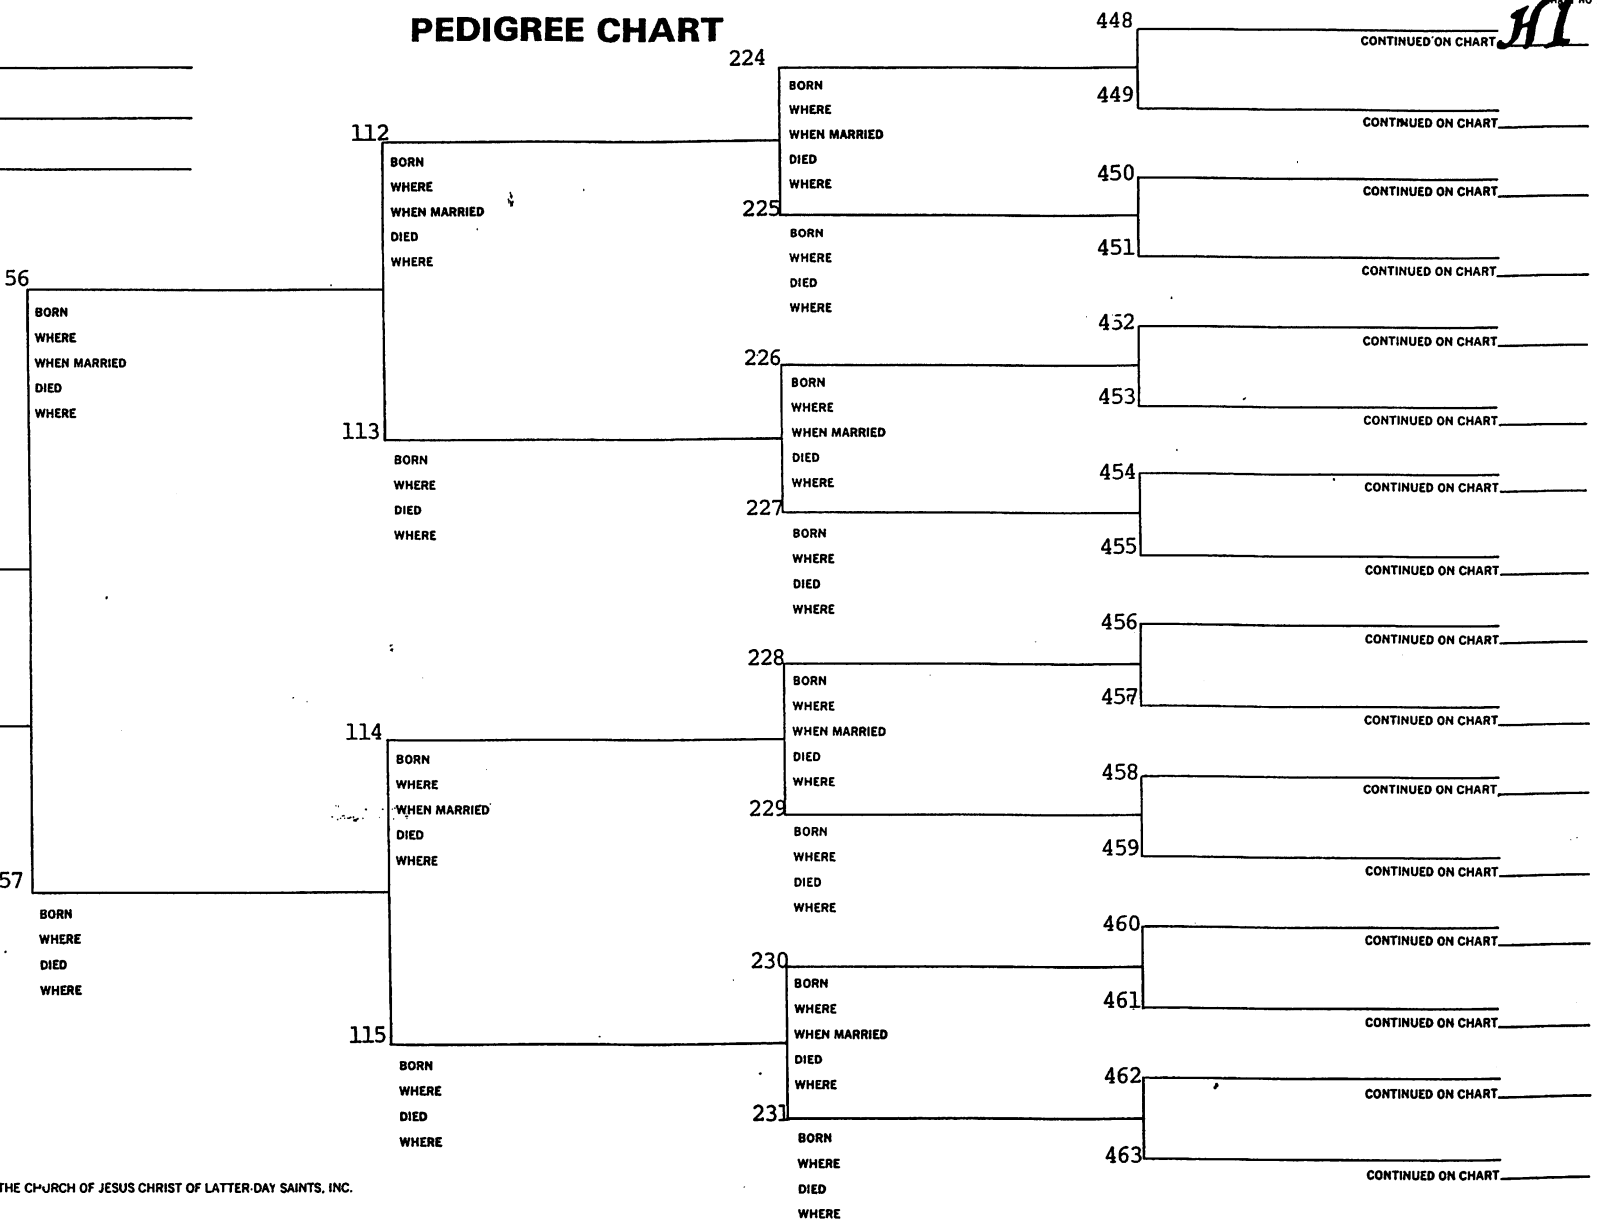 PEDIGREE CHART
HI
448
CONTINUED ON CHART
224
BORN
WHERE
WHEN MARRIED
DIED
WHERE
449
CONTINUED ON CHART
112
BORN
WHERE
WHEN MARRIED
DIED
WHERE
450
CONTINUED ON CHART
225
BORN
WHERE
DIED
WHERE
451
CONTINUED ON CHART
56
BORN
WHERE
WHEN MARRIED
DIED
WHERE
452
CONTINUED ON CHART
226
BORN
WHERE
WHEN MARRIED
DIED
WHERE
453
CONTINUED ON CHART
113
BORN
WHERE
DIED
WHERE
454
CONTINUED ON CHART
227
BORN
WHERE
DIED
WHERE
455
CONTINUED ON CHART
456
CONTINUED ON CHART
228
BORN
WHERE
WHEN MARRIED
DIED
WHERE
457
CONTINUED ON CHART
114
BORN
WHERE
WHEN MARRIED
DIED
WHERE
458
CONTINUED ON CHART
229
BORN
WHERE
DIED
WHERE
459
CONTINUED ON CHART
57
BORN
WHERE
DIED
WHERE
460
CONTINUED ON CHART
230
BORN
WHERE
WHEN MARRIED
DIED
WHERE
461
CONTINUED ON CHART
115
BORN
WHERE
DIED
WHERE
462
CONTINUED ON CHART
231
BORN
WHERE
DIED
WHERE
463
CONTINUED ON CHART
THE CHURCH OF JESUS CHRIST OF LATTER-DAY SAINTS, INC.